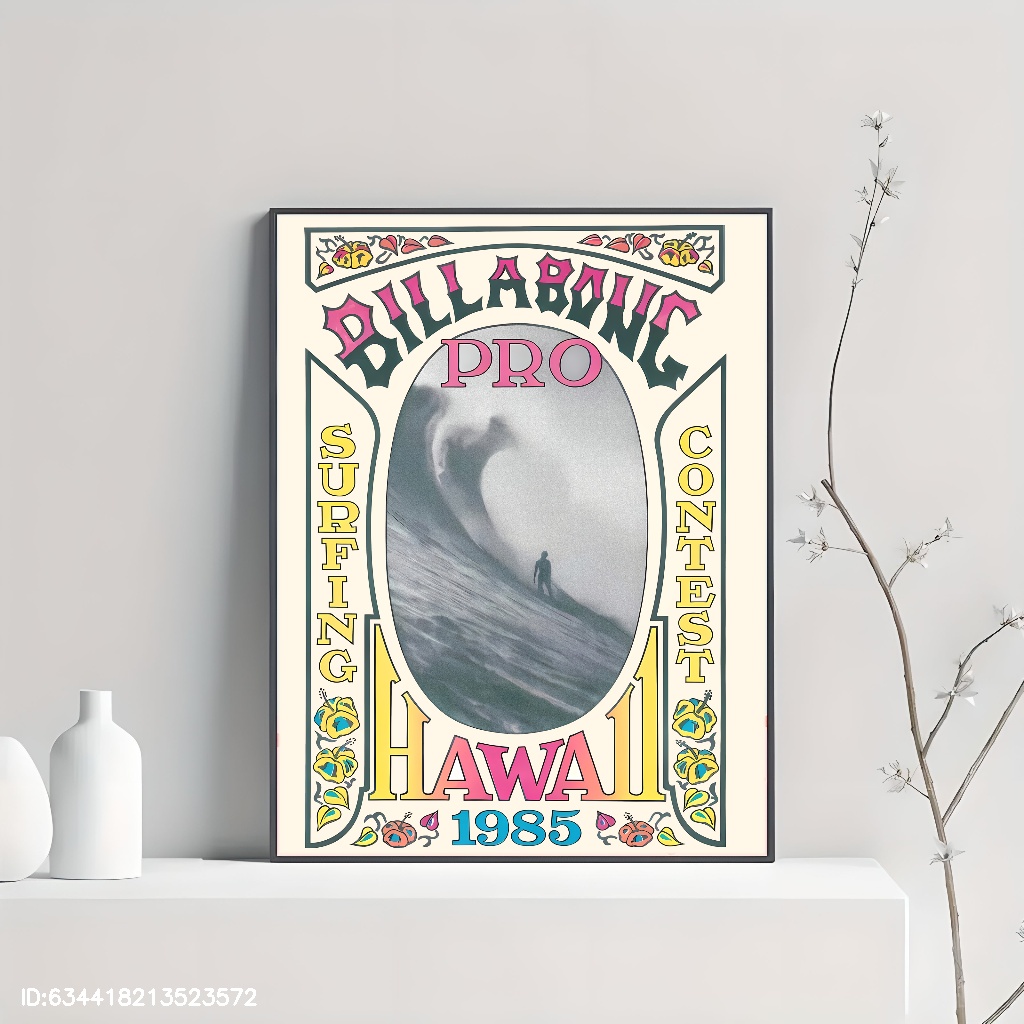 BILLABONG
PRO
SURFING
CONTEST
HAWAII
1985
ID:634418213523572